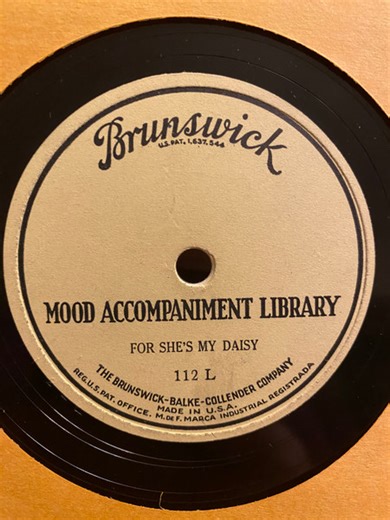 Brunswick
U.S. PAT. 1,637,544
MOOD ACCOMPANIMENT LIBRARY
FOR SHE'S MY DAISY
112 L
THE BRUNSWICK-BALKE-COLLENDER COMPANY
MADE IN U.S.A.
REG. U.S. PAT. OFFICE. M. DE F. MARCA INDUSTRIAL REGISTRADA